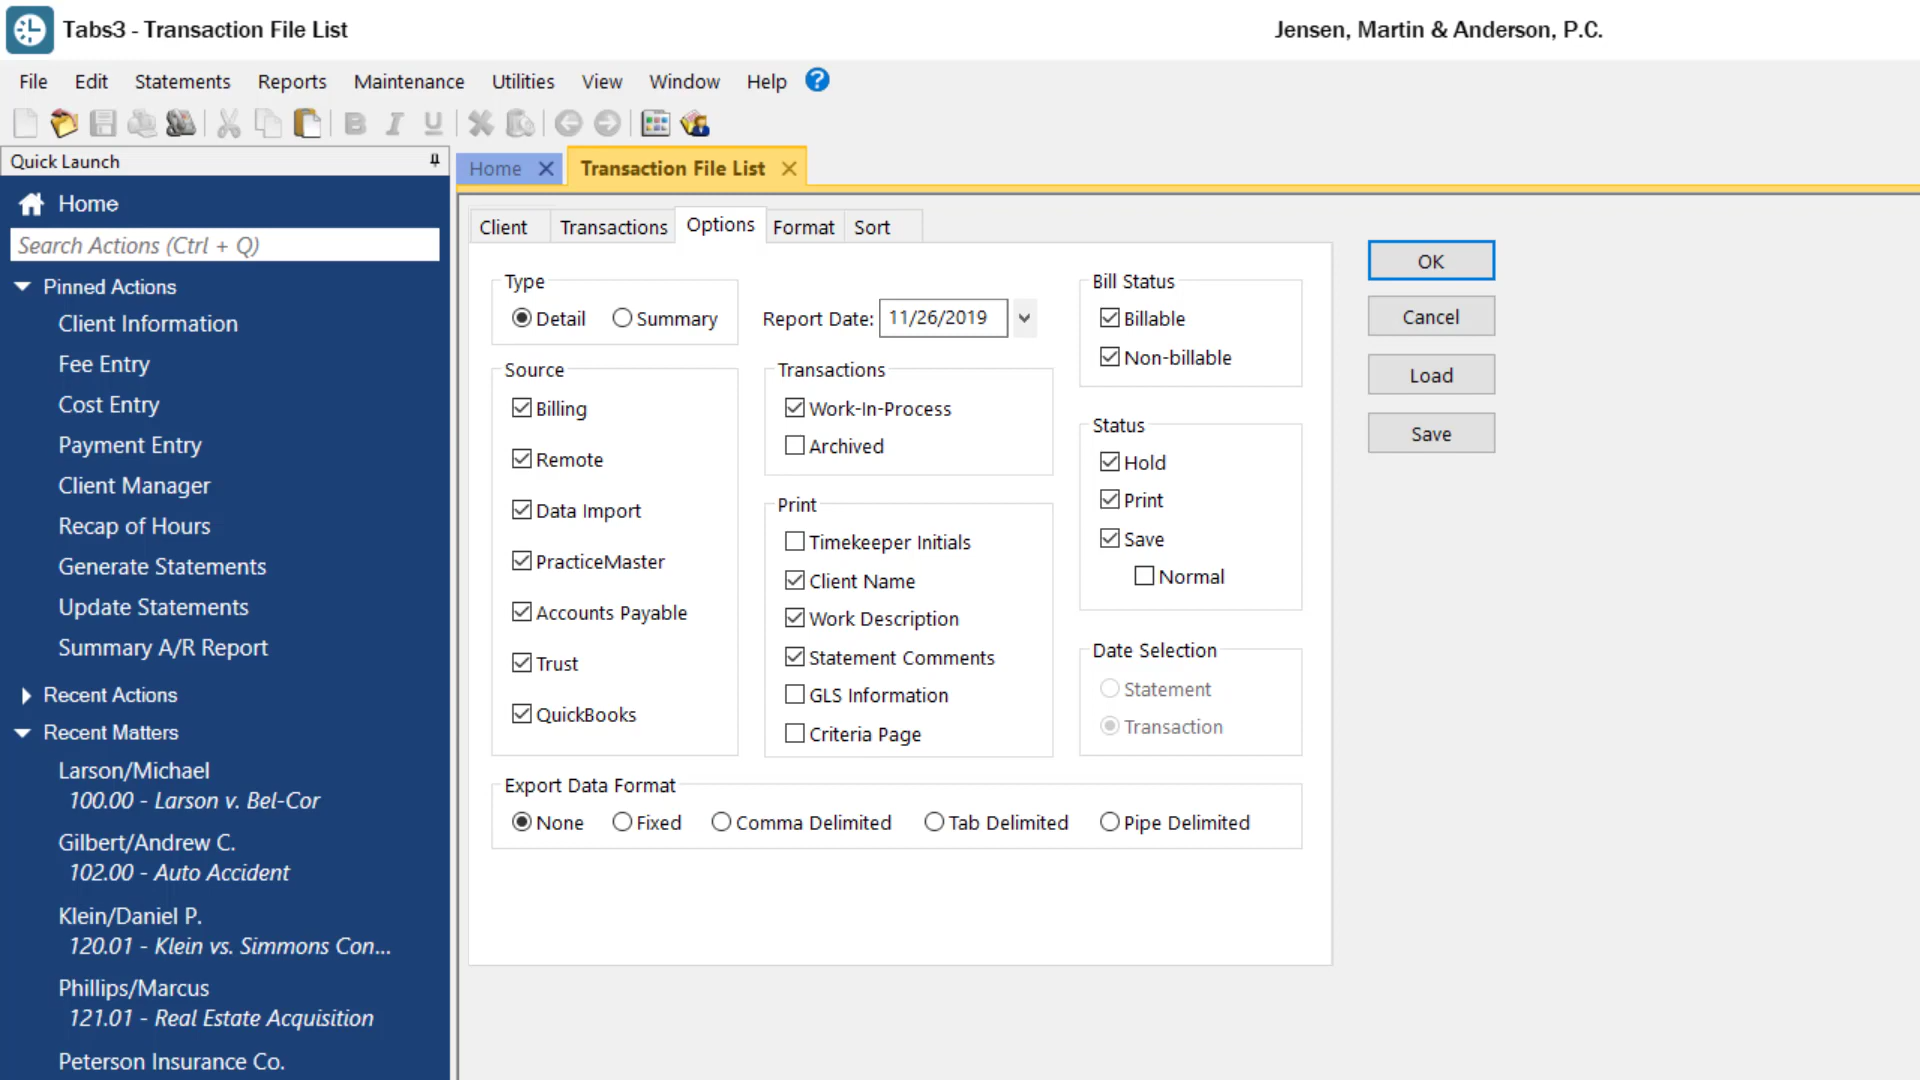 Tabs3 - Transaction File List
Jensen, Martin & Anderson, P.C.
File Edit Statements Reports Maintenance Utilities View Window Help ?
B I U
Quick Launch
Home
Search Actions (Ctrl + Q)
Pinned Actions
Client Information
Fee Entry
Cost Entry
Payment Entry
Client Manager
Recap of Hours
Generate Statements
Update Statements
Summary A/R Report
Recent Actions
Recent Matters
Larson/Michael
100.00 - Larson v. Bel-Cor
Gilbert/Andrew C.
102.00 - Auto Accident
Klein/Daniel P.
120.01 - Klein vs. Simmons Con...
Phillips/Marcus
121.01 - Real Estate Acquisition
Peterson Insurance Co.
Home
Transaction File List
Client Transactions Options Format Sort
Type
Detail Summary
Report Date: 11/26/2019
Source
Billing
Remote
Data Import
PracticeMaster
Accounts Payable
Trust
QuickBooks
Transactions
Work-In-Process
Archived
Print
Timekeeper Initials
Client Name
Work Description
Statement Comments
GLS Information
Criteria Page
Bill Status
Billable
Non-billable
Status
Hold
Print
Save
Normal
Date Selection
Statement
Transaction
Export Data Format
None Fixed Comma Delimited Tab Delimited Pipe Delimited
OK
Cancel
Load
Save